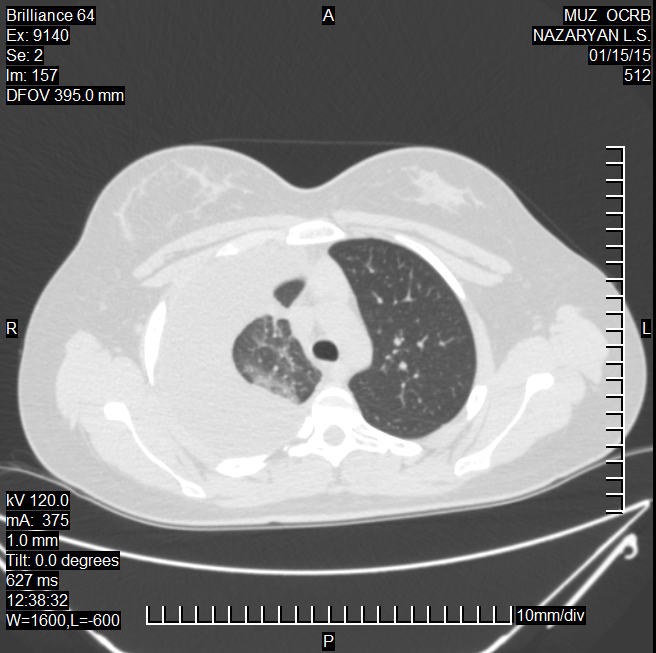 Brilliance 64
Ex: 9140
Se: 2
Im: 157
DFOV 395.0 mm
A
MUZ OCRB
NAZARYAN L.S.
01/15/15
512
R
L
kV 120.0
mA: 375
1.0 mm
Tilt: 0.0 degrees
627 ms
12:38:32
W=1600,L=-600
10mm/div
P